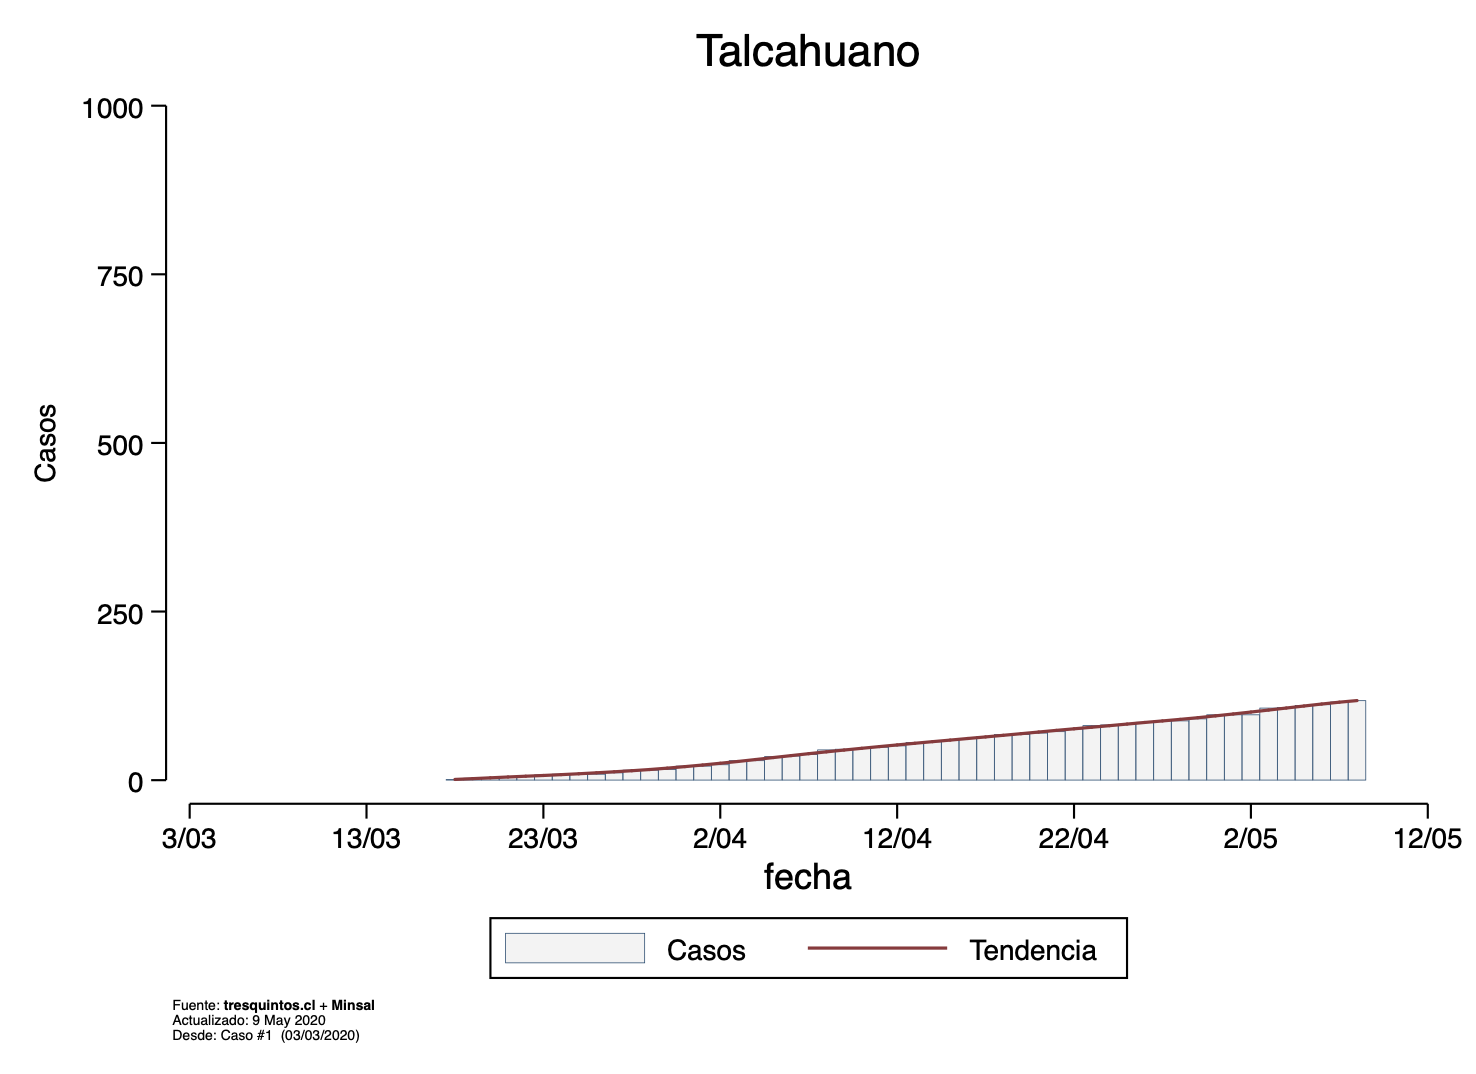 Talcahuano
1000
750
500
250
0
Casos
3/03 13/03 23/03 2/04 12/04 22/04 2/05 12/05
fecha
Casos Tendencia
Fuente: tresquintos.cl + Minsal
Actualizado: 9 May 2020
Desde: Caso #1 (03/03/2020)